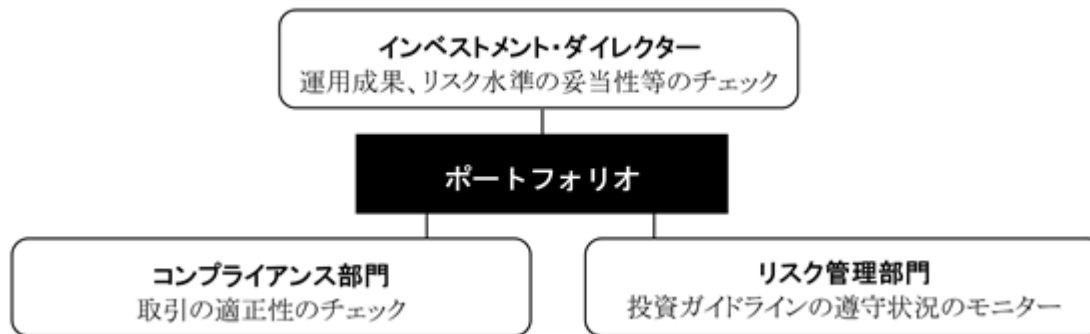 インベストメント・ダイレクター
運用成果、リスク水準の妥当性等のチェック
ポートフォリオ
コンプライアンス部門
取引の適正性のチェック
リスク管理部門
投資ガイドラインの遵守状況のモニター